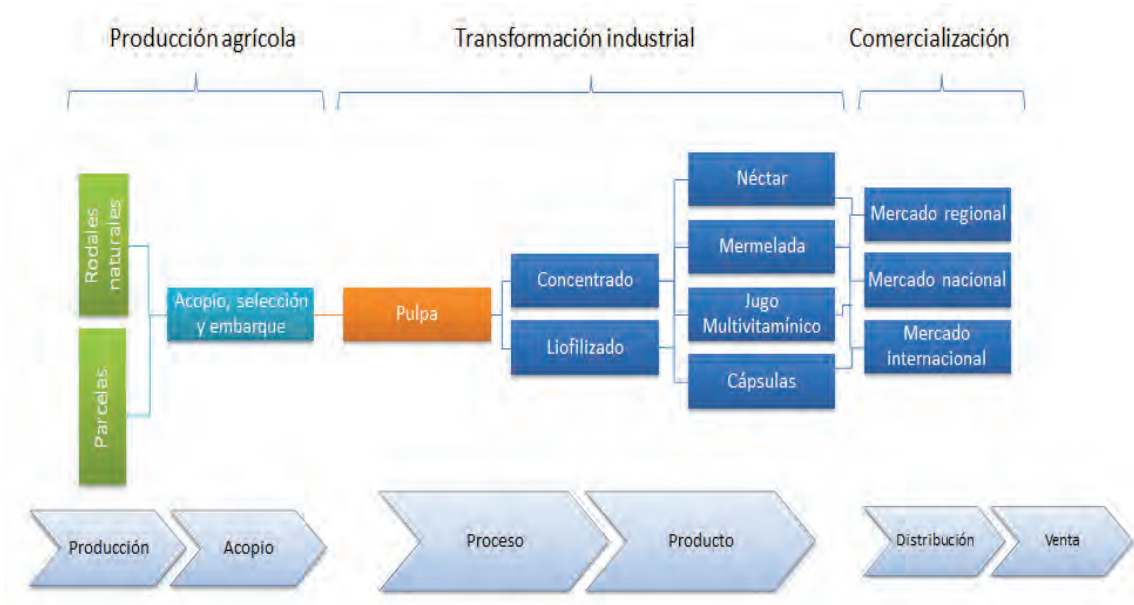 Producción agrícola
Transformación industrial
Comercialización
Rodales
naturales
Parcelas
Acopio, selección
y embarque
Pulpa
Concentrado
Liofilizado
Néctar
Mermelada
Jugo
Multivitamínico
Cápsulas
Mercado regional
Mercado nacional
Mercado
internacional
Producción
Acopio
Proceso
Producto
Distribución
Venta